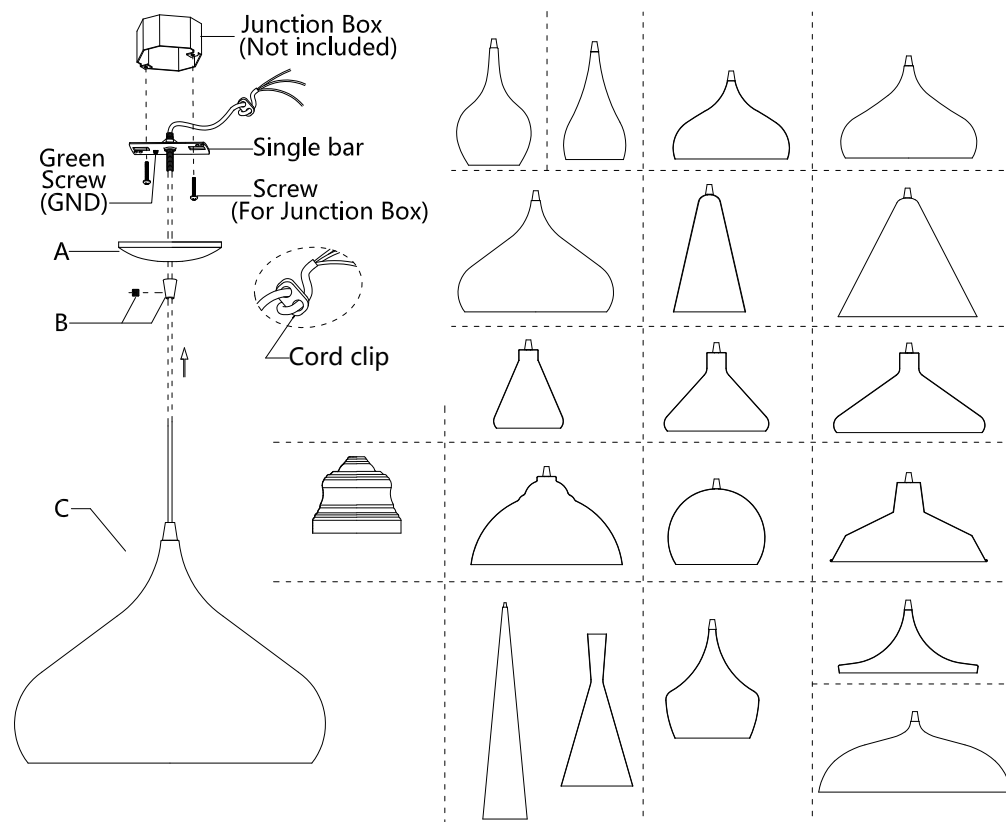 Junction Box
(Not included)
Single bar
Green
Screw
(GND)
Screw
(For Junction Box)
A
B
Cord clip
C